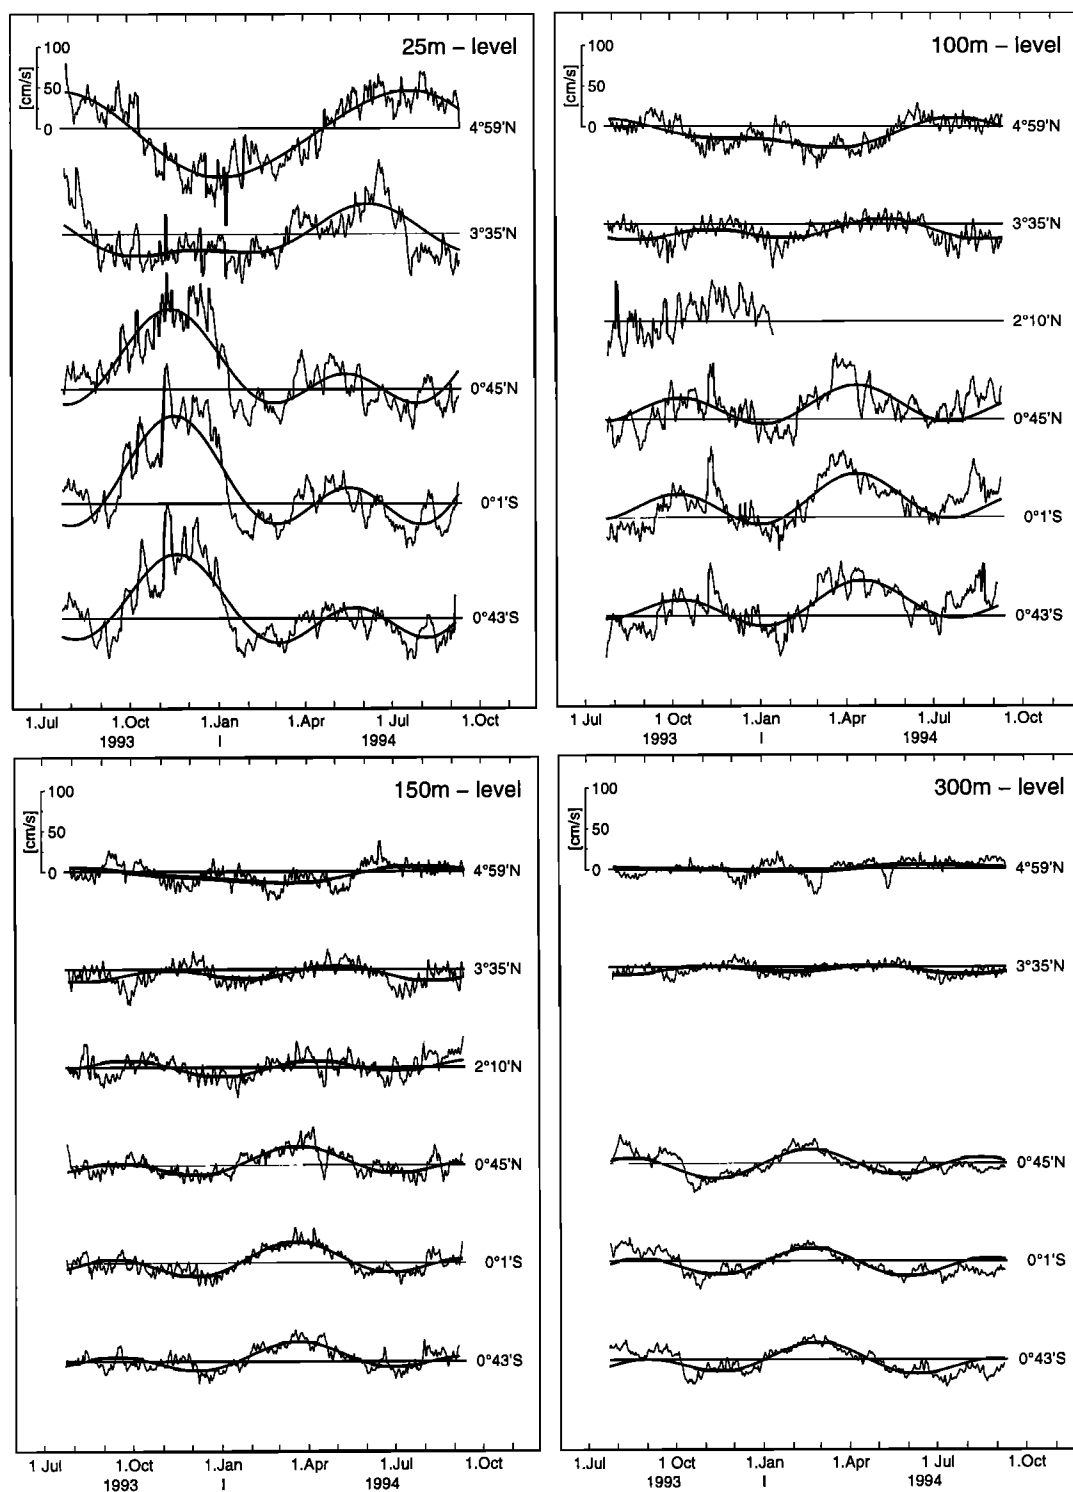 25m – level
100
50
0
[cm/s]
4°59'N
3°35'N
0°45'N
0°1'S
0°43'S
1.Jul 1.Oct 1.Jan 1.Apr 1.Jul 1.Oct
1993 | 1994
100m – level
100
50
0
[cm/s]
4°59'N
3°35'N
2°10'N
0°45'N
0°1'S
0°43'S
1 Jul 1 Oct 1.Jan 1.Apr 1.Jul 1.Oct
1993 | 1994
150m – level
100
50
0
[cm/s]
4°59'N
3°35'N
2°10'N
0°45'N
0°1'S
0°43'S
1 Jul 1.Oct 1.Jan 1.Apr 1.Jul 1.Oct
1993 | 1994
300m – level
100
50
0
[cm/s]
4°59'N
3°35'N
0°45'N
0°1'S
0°43'S
1.Jul 1.Oct 1.Jan 1.Apr 1.Jul 1.Oct
1993 | 1994